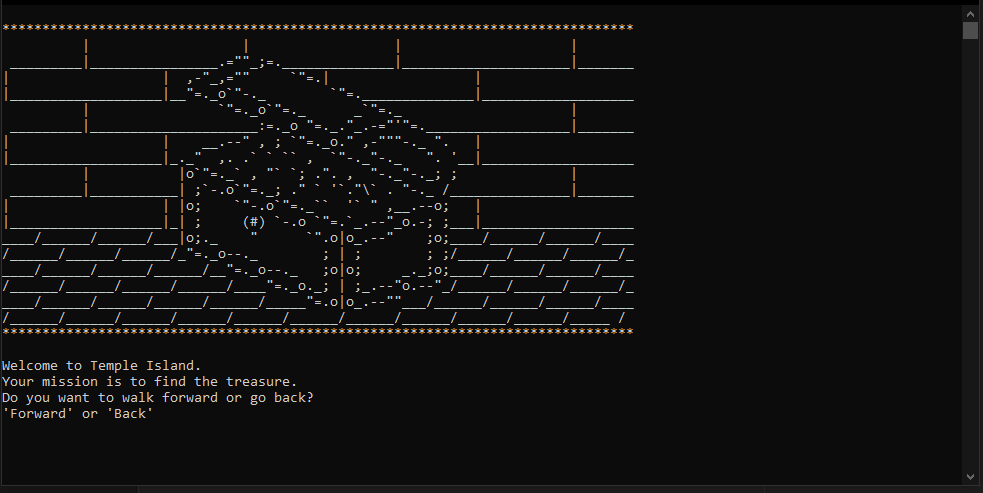 Welcome to Temple Island.
Your mission is to find the treasure.
Do you want to walk forward or go back?
'Forward' or 'Back'